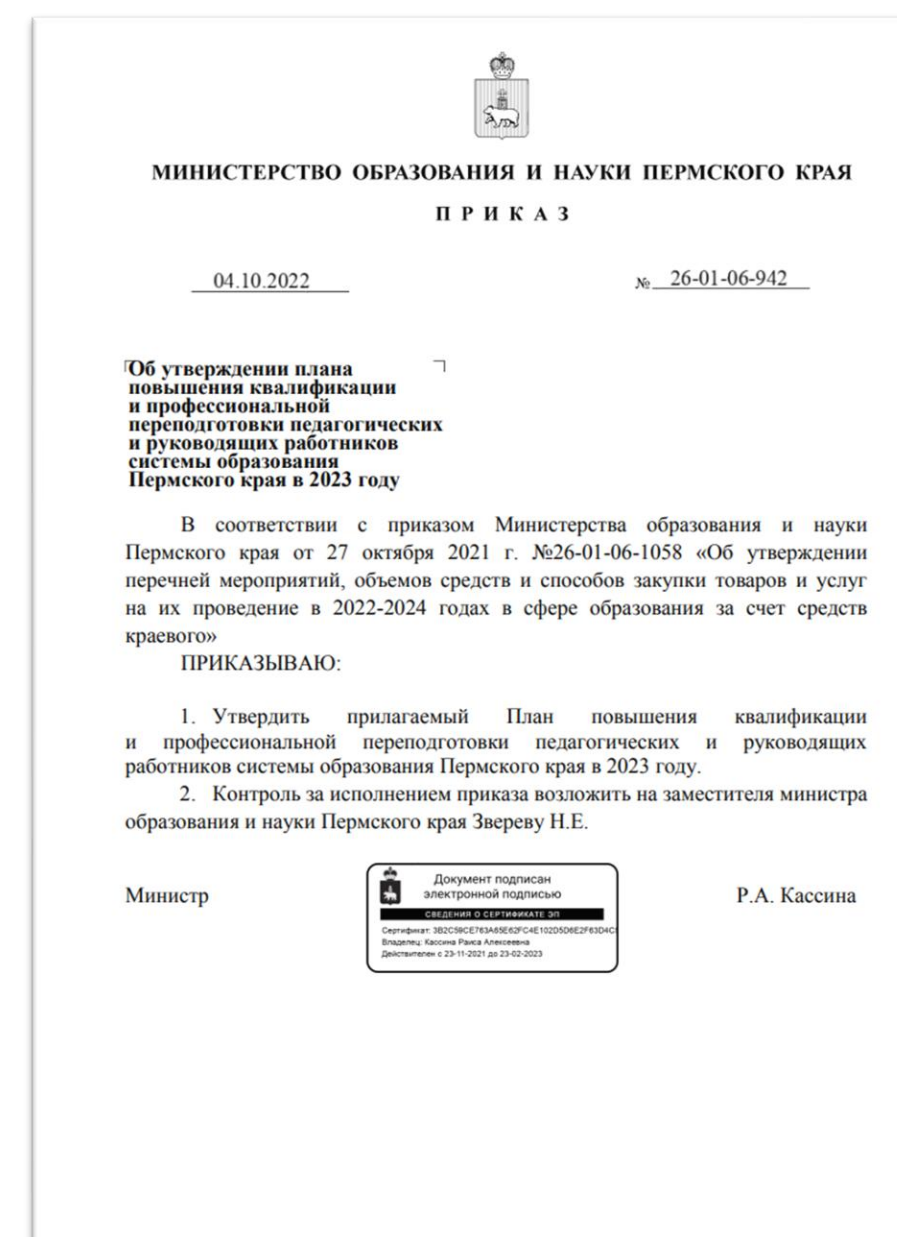 МИНИСТЕРСТВО ОБРАЗОВАНИЯ И НАУКИ ПЕРМСКОГО КРАЯ
П Р И К А З
04.10.2022
№ 26-01-06-942
Об утверждении плана
повышения квалификации
и профессиональной
переподготовки педагогических
и руководящих работников
системы образования
Пермского края в 2023 году
В соответствии с приказом Министерства образования и науки
Пермского края от 27 октября 2021 г. №26-01-06-1058 «Об утверждении
перечней мероприятий, объемов средств и способов закупки товаров и услуг
на их проведение в 2022-2024 годах в сфере образования за счет средств
краевого»
ПРИКАЗЫВАЮ:
1. Утвердить прилагаемый План повышения квалификации
и профессиональной переподготовки педагогических и руководящих
работников системы образования Пермского края в 2023 году.
2. Контроль за исполнением приказа возложить на заместителя министра
образования и науки Пермского края Звереву Н.Е.
Министр
Документ подписан
электронной подписью
СВЕДЕНИЯ О СЕРТИФИКАТЕ ЭП
Сертификат: 3B2C59CE763A65E62FC4E102D5D6E2F63D4C
Владелец: Кассина Раиса Алексеевна
Действителен с 23-11-2021 до 23-02-2023
Р.А. Кассина